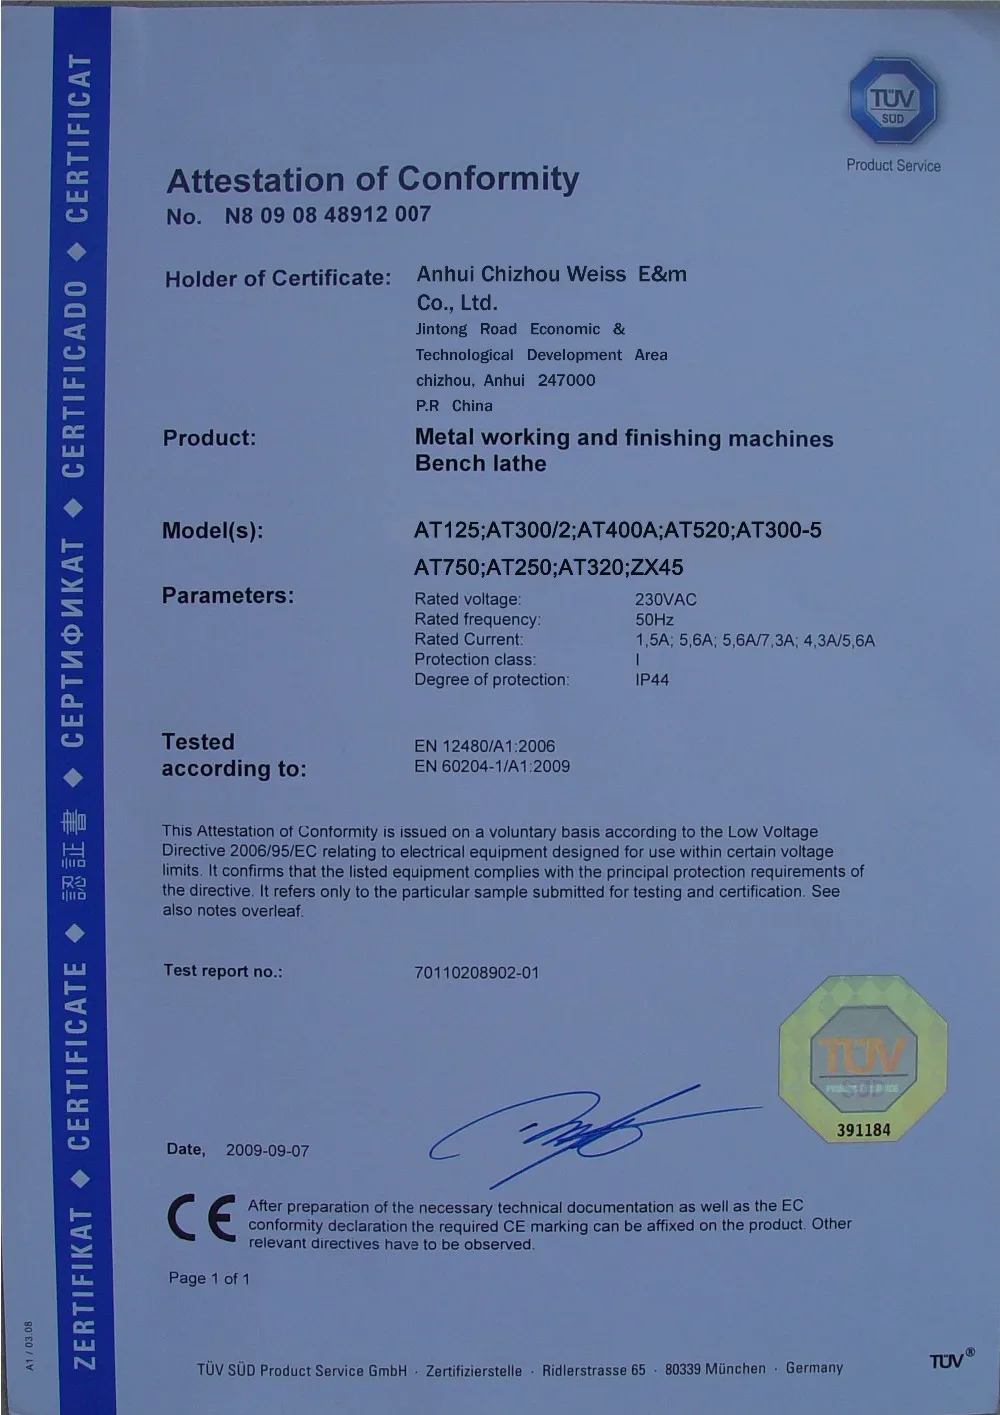 TÜV
SÜD
Product Service
Attestation of Conformity
No. N8 09 08 48912 007
Holder of Certificate: Anhui Chizhou Weiss E&m
Co., Ltd.
Jintong Road Economic &
Technological Development Area
chizhou, Anhui 247000
P.R China
Product: Metal working and finishing machines
Bench lathe
Model(s): AT125;AT300/2;AT400A;AT520;AT300-5
AT750;AT250;AT320;ZX45
Parameters:
Rated voltage: 230VAC
Rated frequency: 50Hz
Rated Current: 1,5A; 5,6A; 5,6A/7,3A; 4,3A/5,6A
Protection class: I
Degree of protection: IP44
Tested
according to:
EN 12480/A1:2006
EN 60204-1/A1:2009
This Attestation of Conformity is issued on a voluntary basis according to the Low Voltage
Directive 2006/95/EC relating to electrical equipment designed for use within certain voltage
limits. It confirms that the listed equipment complies with the principal protection requirements of
the directive. It refers only to the particular sample submitted for testing and certification. See
also notes overleaf.
Test report no.: 70110208902-01
TÜV
SÜD
391184
Date, 2009-09-07
CE After preparation of the necessary technical documentation as well as the EC
conformity declaration the required CE marking can be affixed on the product. Other
relevant directives have to be observed.
Page 1 of 1
TÜV SÜD Product Service GmbH · Zertifizierstelle · Ridlerstrasse 65 · 80339 München · Germany
TÜV®
ZERTIFIKAT ◆ CERTIFICATE ◆ 認証書 ◆ СЕРТИФИКАТ ◆ CERTIFICADO ◆ CERTIFICAT
A1 / 03.08